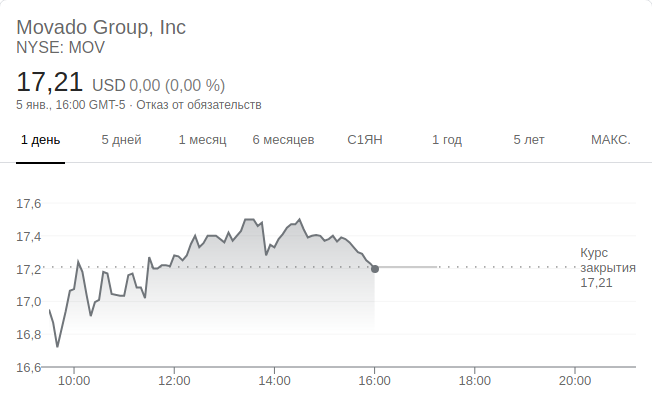 Movado Group, Inc
NYSE: MOV
17,21 USD 0,00 (0,00 %)
5 янв., 16:00 GMT-5 · Отказ от обязательств
1 день 5 дней 1 месяц 6 месяцев С1ЯН 1 год 5 лет МАКС.
17,6
17,4
17,2
17,0
16,8
16,6
Курс
закрытия
17,21
10:00 12:00 14:00 16:00 18:00 20:00